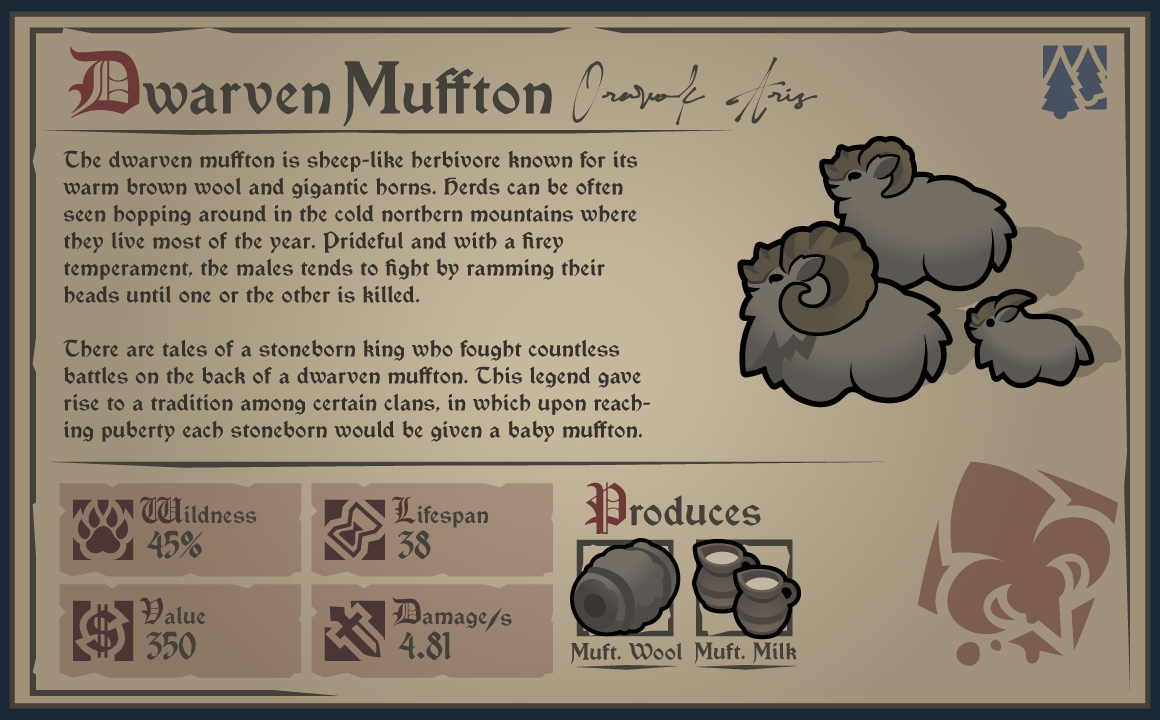 Dwarven Muffton
The dwarven muffton is sheep-like herbivore known for its
warm brown wool and gigantic horns. Herds can be often
seen hopping around in the cold northern mountains where
they live most of the year. Prideful and with a firey
temperament, the males tends to fight by ramming their
heads until one or the other is killed.
There are tales of a stoneborn king who fought countless
battles on the back of a dwarven muffton. This legend gave
rise to a tradition among certain clans, in which upon reach-
ing puberty each stoneborn would be given a baby muffton.
Wildness
45%
Lifespan
38
Value
350
Damage/s
4.81
Produces
Muft. Wool
Muft. Milk